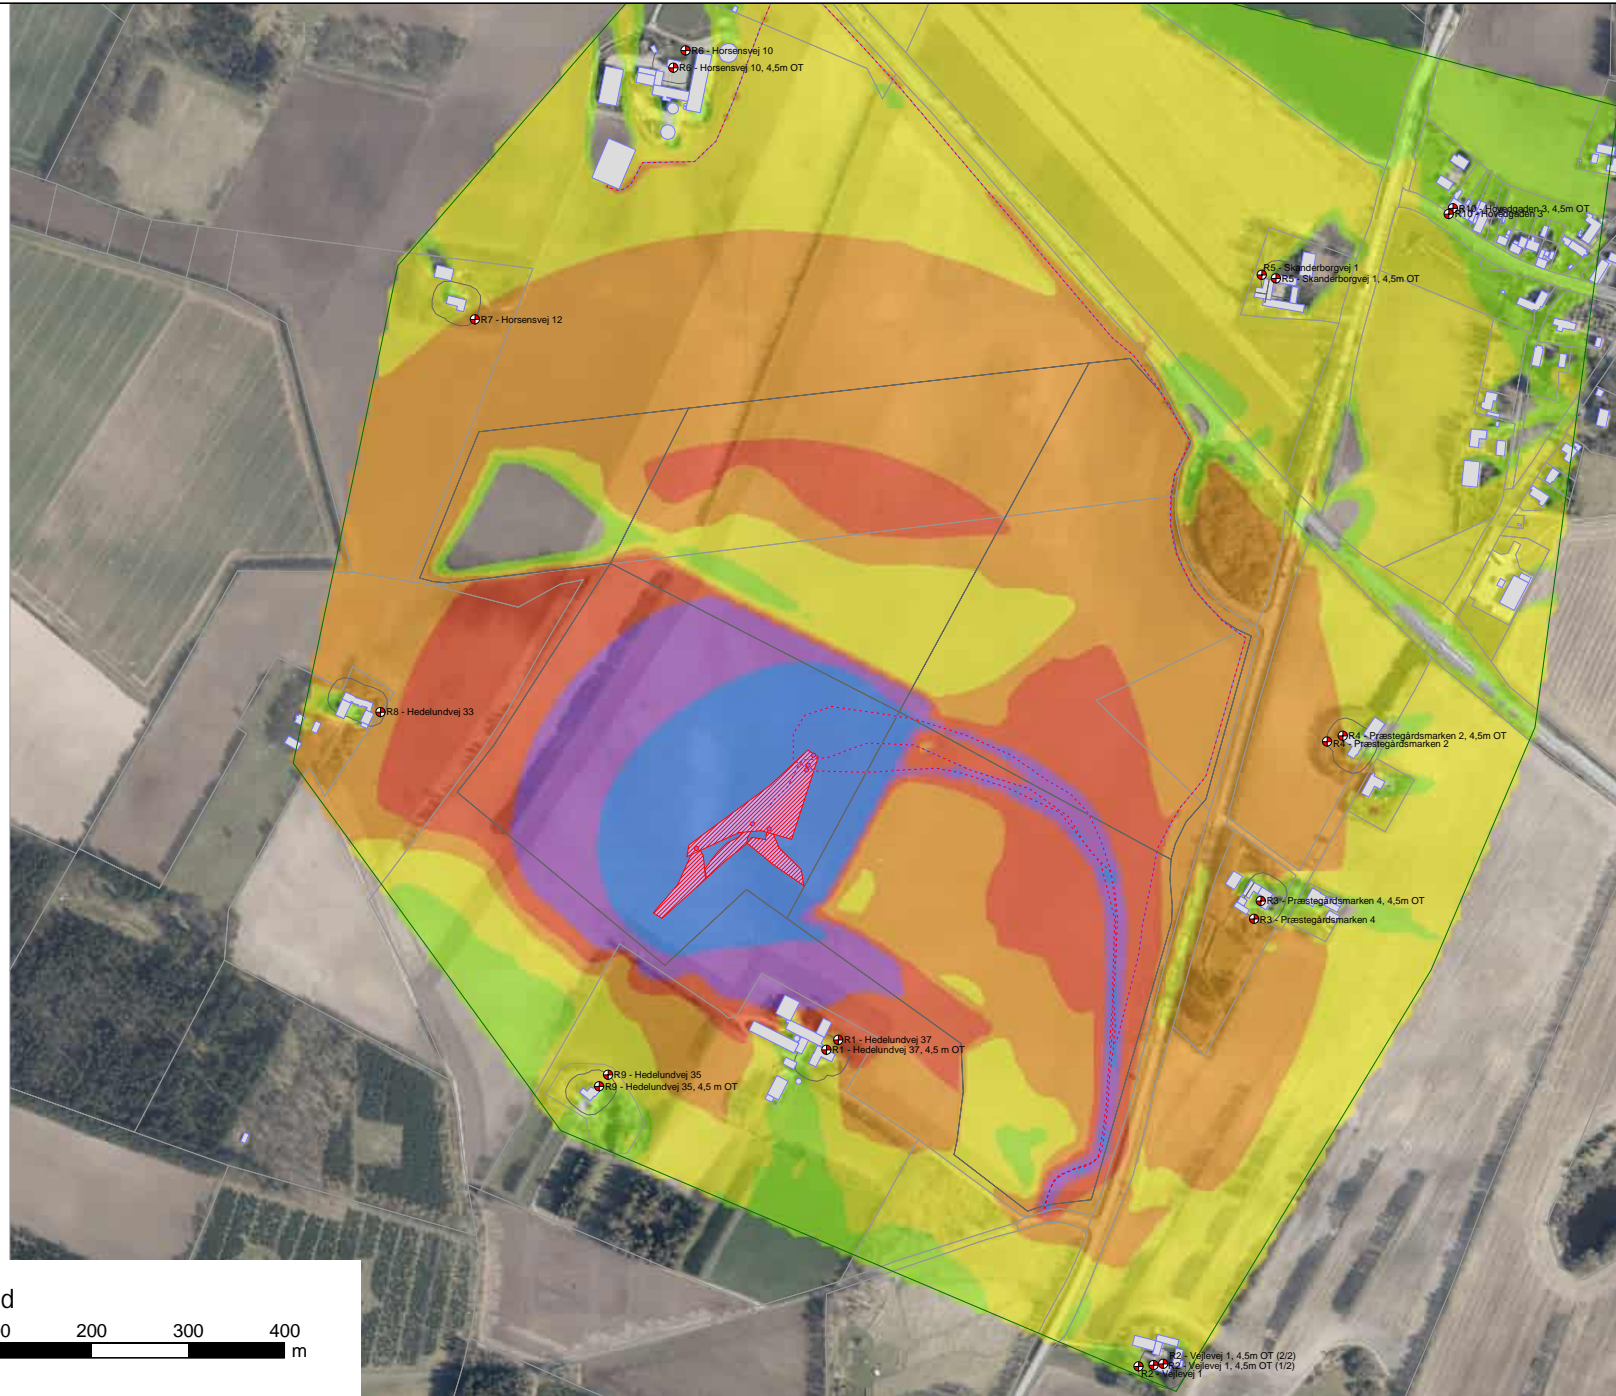 R6 - Horsensvej 10
R6 - Horsensvej 10, 4,5m OT
R10 - Hovedgaden 3, 4,5m OT
R10 - Hovedgaden 3
R5 - Skanderborgvej 1
R5 - Skanderborgvej 1, 4,5m OT
R7 - Horsensvej 12
R8 - Hedelundvej 33
R4 - Præstegårdsmarken 2, 4,5m OT
R4 - Præstegårdsmarken 2
R3 - Præstegårdsmarken 4, 4,5m OT
R3 - Præstegårdsmarken 4
R1 - Hedelundvej 37
R1 - Hedelundvej 37, 4,5 m OT
R9 - Hedelundvej 35
R9 - Hedelundvej 35, 4,5 m OT
d
0 200 300 400
m
R2 - Vejlevej 1, 4,5m OT (2/2)
R2 - Vejlevej 1, 4,5m OT (1/2)
R2 - Vejlevej 1